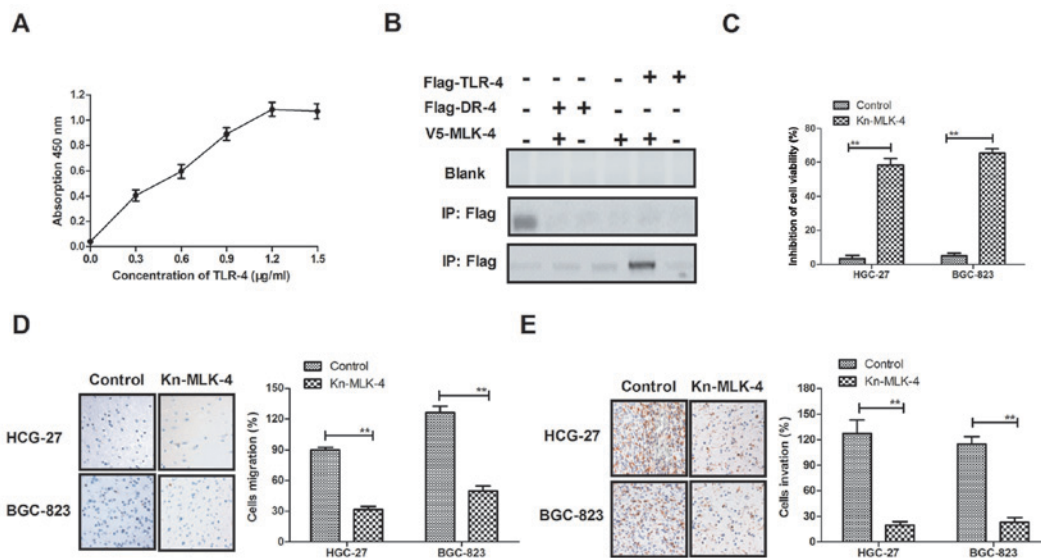 A
Absorption 450 nm
1.2
1.0
0.8
0.6
0.4
0.2
0.0
0.0 0.3 0.6 0.9 1.2 1.5
Concentration of TLR-4 (μg/ml)
B
Flag-TLR-4 - - - - + +
Flag-DR-4 - + + - - -
V5-MLK-4 - + - + + -
Blank
IP: Flag
IP: Flag
C
Control
Kn-MLK-4
Inhibition of cell viability (%)
80
60
40
20
0
** **
HGC-27 BGC-823
D
Control Kn-MLK-4
HCG-27
BGC-823
Control
Kn-MLK-4
Cells migration (%)
150
120
90
60
30
0
** **
HGC-27 BGC-823
E
Control Kn-MLK-4
HCG-27
BGC-823
Control
Kn-MLK-4
Cells invation (%)
180
150
120
90
60
30
0
** **
HGC-27 BGC-823